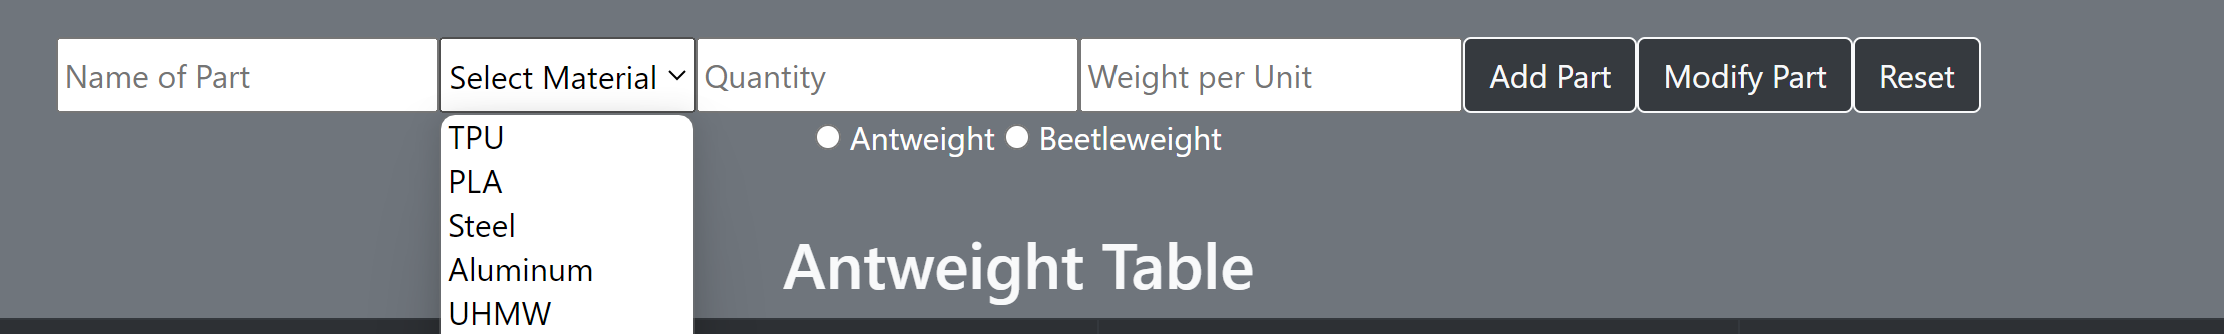 Name of Part Select Material Quantity Weight per Unit Add Part Modify Part Reset
TPU
Antweight Beetleweight
PLA
Steel
Aluminum
Antweight Table
UHMW